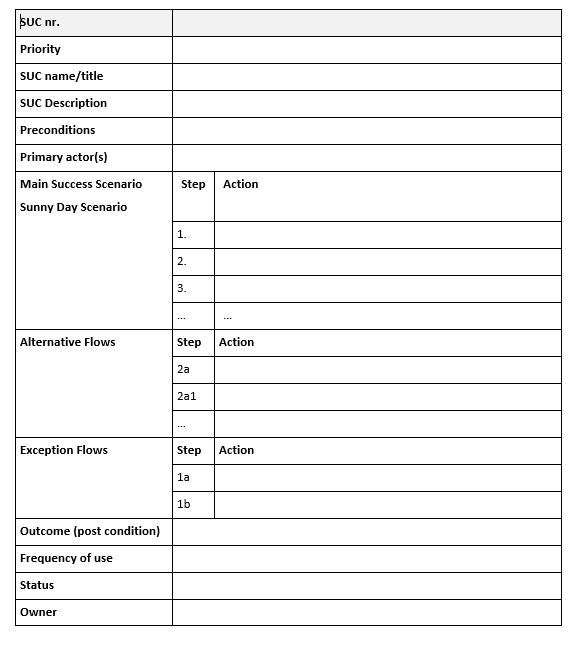 SUC nr.
Priority
SUC name/title
SUC Description
Preconditions
Primary actor(s)
Main Success Scenario
Sunny Day Scenario
Step Action
1.
2.
3.
... ...
Alternative Flows Step Action
2a
2a1
...
Exception Flows Step Action
1a
1b
Outcome (post condition)
Frequency of use
Status
Owner